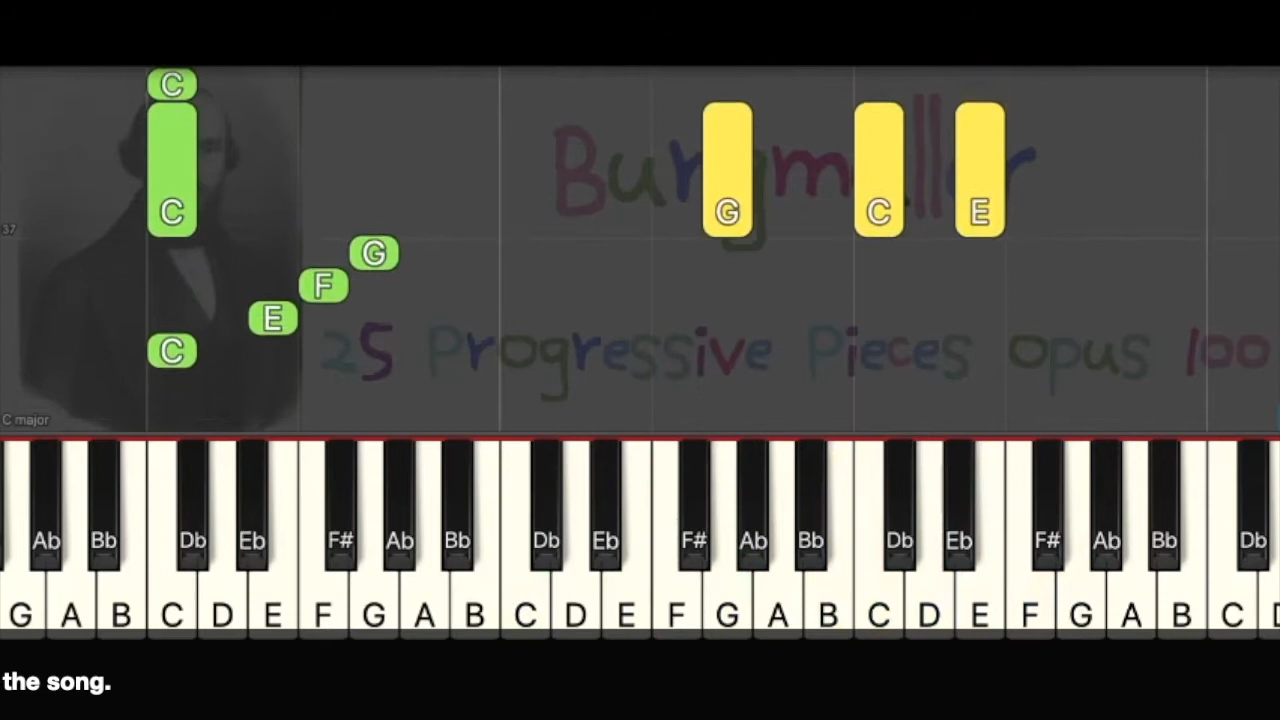 C
Burgmüller
C G C E
37
G
F
E
C
25 Progressive Pieces opus 100
C major
Ab Bb Db Eb F# Ab Bb Db Eb F# Ab Bb Db Eb F# Ab Bb Db
G A B C D E F G A B C D E F G A B C D E F G A B C
the song.